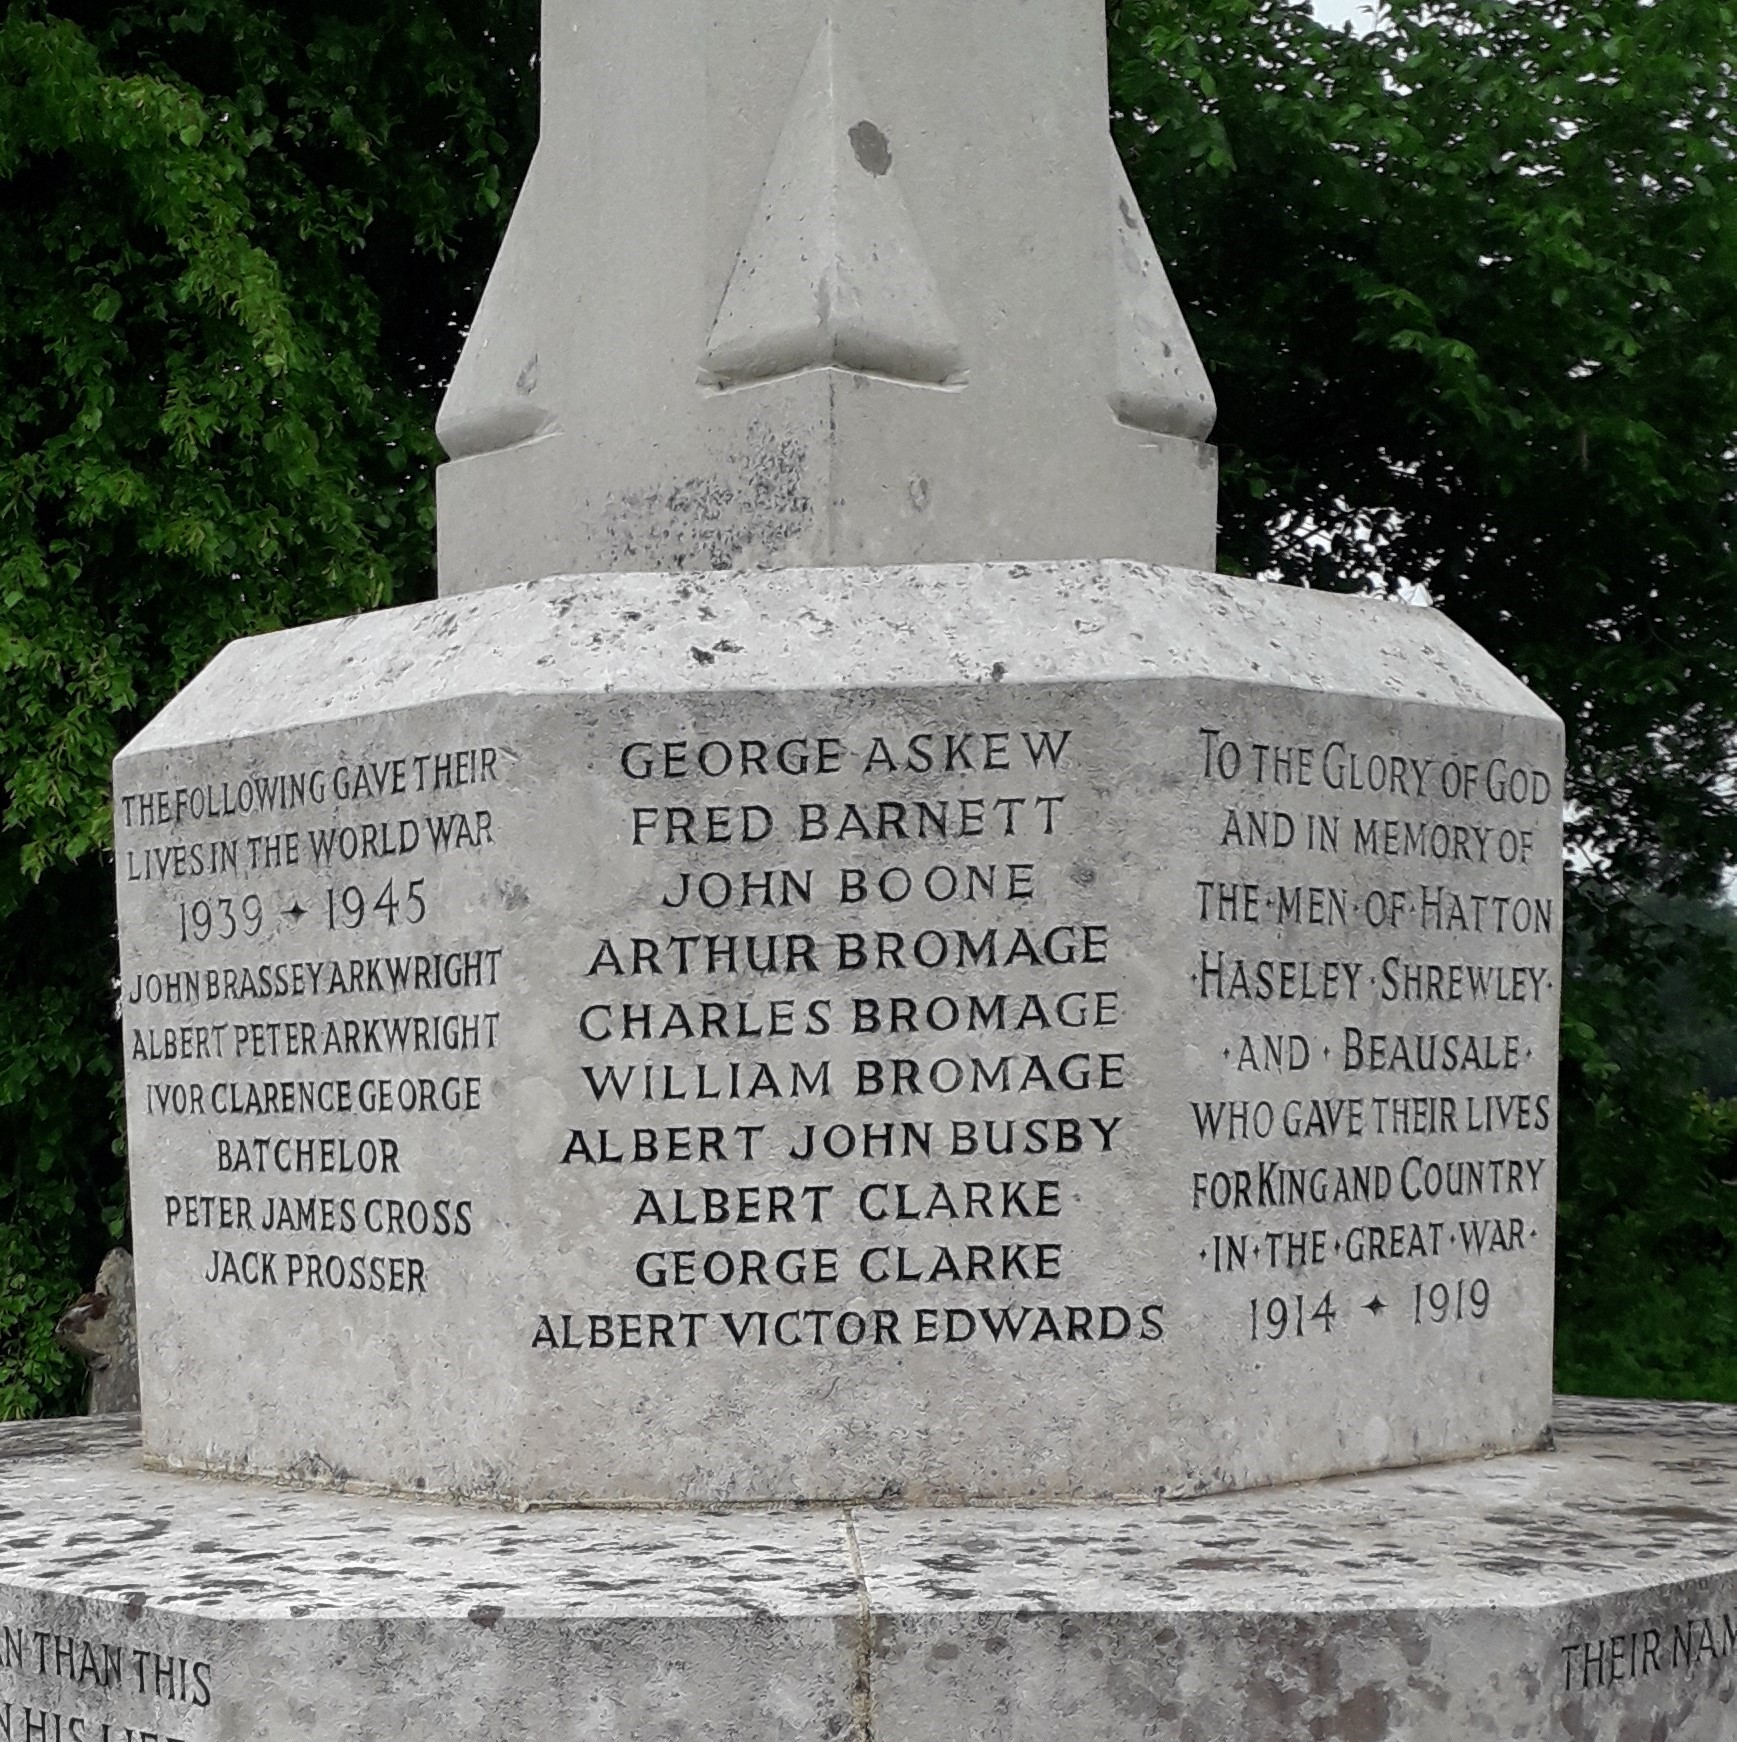 THE FOLLOWING GAVE THEIR
LIVES IN THE WORLD WAR
1939 ✦ 1945
JOHN BRASSEY ARKWRIGHT
ALBERT PETER ARKWRIGHT
IVOR CLARENCE GEORGE
BATCHELOR
PETER JAMES CROSS
JACK PROSSER
GEORGE ASKEW
FRED BARNETT
JOHN BOONE
ARTHUR BROMAGE
CHARLES BROMAGE
WILLIAM BROMAGE
ALBERT JOHN BUSBY
ALBERT CLARKE
GEORGE CLARKE
ALBERT VICTOR EDWARDS
TO THE GLORY OF GOD
AND IN MEMORY OF
THE·MEN·OF·HATTON
·HASELEY·SHREWLEY·
·AND·BEAUSALE·
WHO GAVE THEIR LIVES
FOR KING AND COUNTRY
·IN·THE·GREAT·WAR·
1914 ✦ 1919
THAN THIS
HIS
THEIR